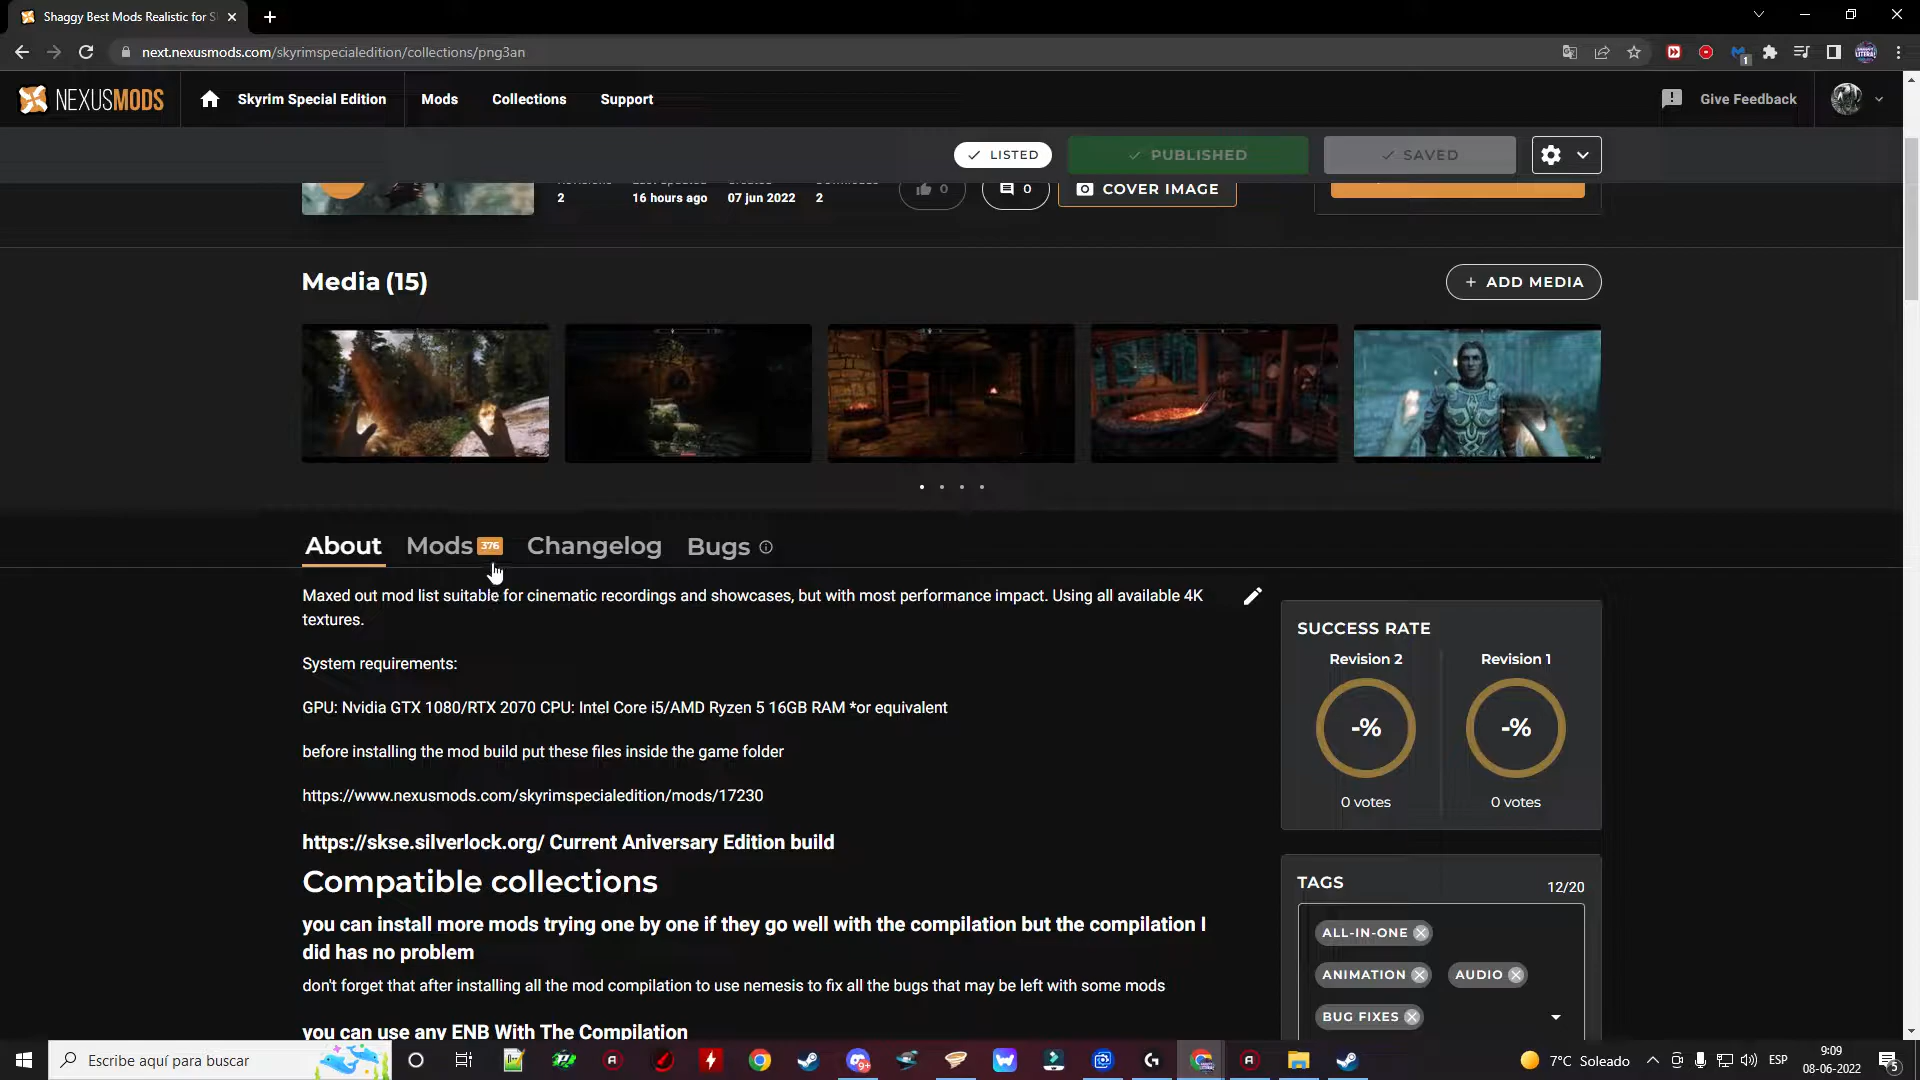 Shaggy Best Mods Realistic for S
next.nexusmods.com/skyrimspecialedition/collections/png3an
1
NEXUSMODS
Skyrim Special Edition
Mods
Collections
Support
Give Feedback
LISTED
PUBLISHED
SAVED
2
16 hours ago
07 jun 2022
2
0
0
COVER IMAGE
Media (15)
+ ADD MEDIA
About
Mods 376
Changelog
Bugs
Maxed out mod list suitable for cinematic recordings and showcases, but with most performance impact. Using all available 4K
textures.
System requirements:
GPU: Nvidia GTX 1080/RTX 2070 CPU: Intel Core i5/AMD Ryzen 5 16GB RAM *or equivalent
before installing the mod build put these files inside the game folder
https://www.nexusmods.com/skyrimspecialedition/mods/17230
https://skse.silverlock.org/ Current Aniversary Edition build
Compatible collections
you can install more mods trying one by one if they go well with the compilation but the compilation I
did has no problem
don't forget that after installing all the mod compilation to use nemesis to fix all the bugs that may be left with some mods
you can use any ENB With The Compilation
SUCCESS RATE
Revision 2
Revision 1
-%
-%
0 votes
0 votes
TAGS
12/20
ALL-IN-ONE
ANIMATION
AUDIO
BUG FIXES
Escribe aquí para buscar
9+
7°C Soleado
ESP
9:09
08-06-2022
5